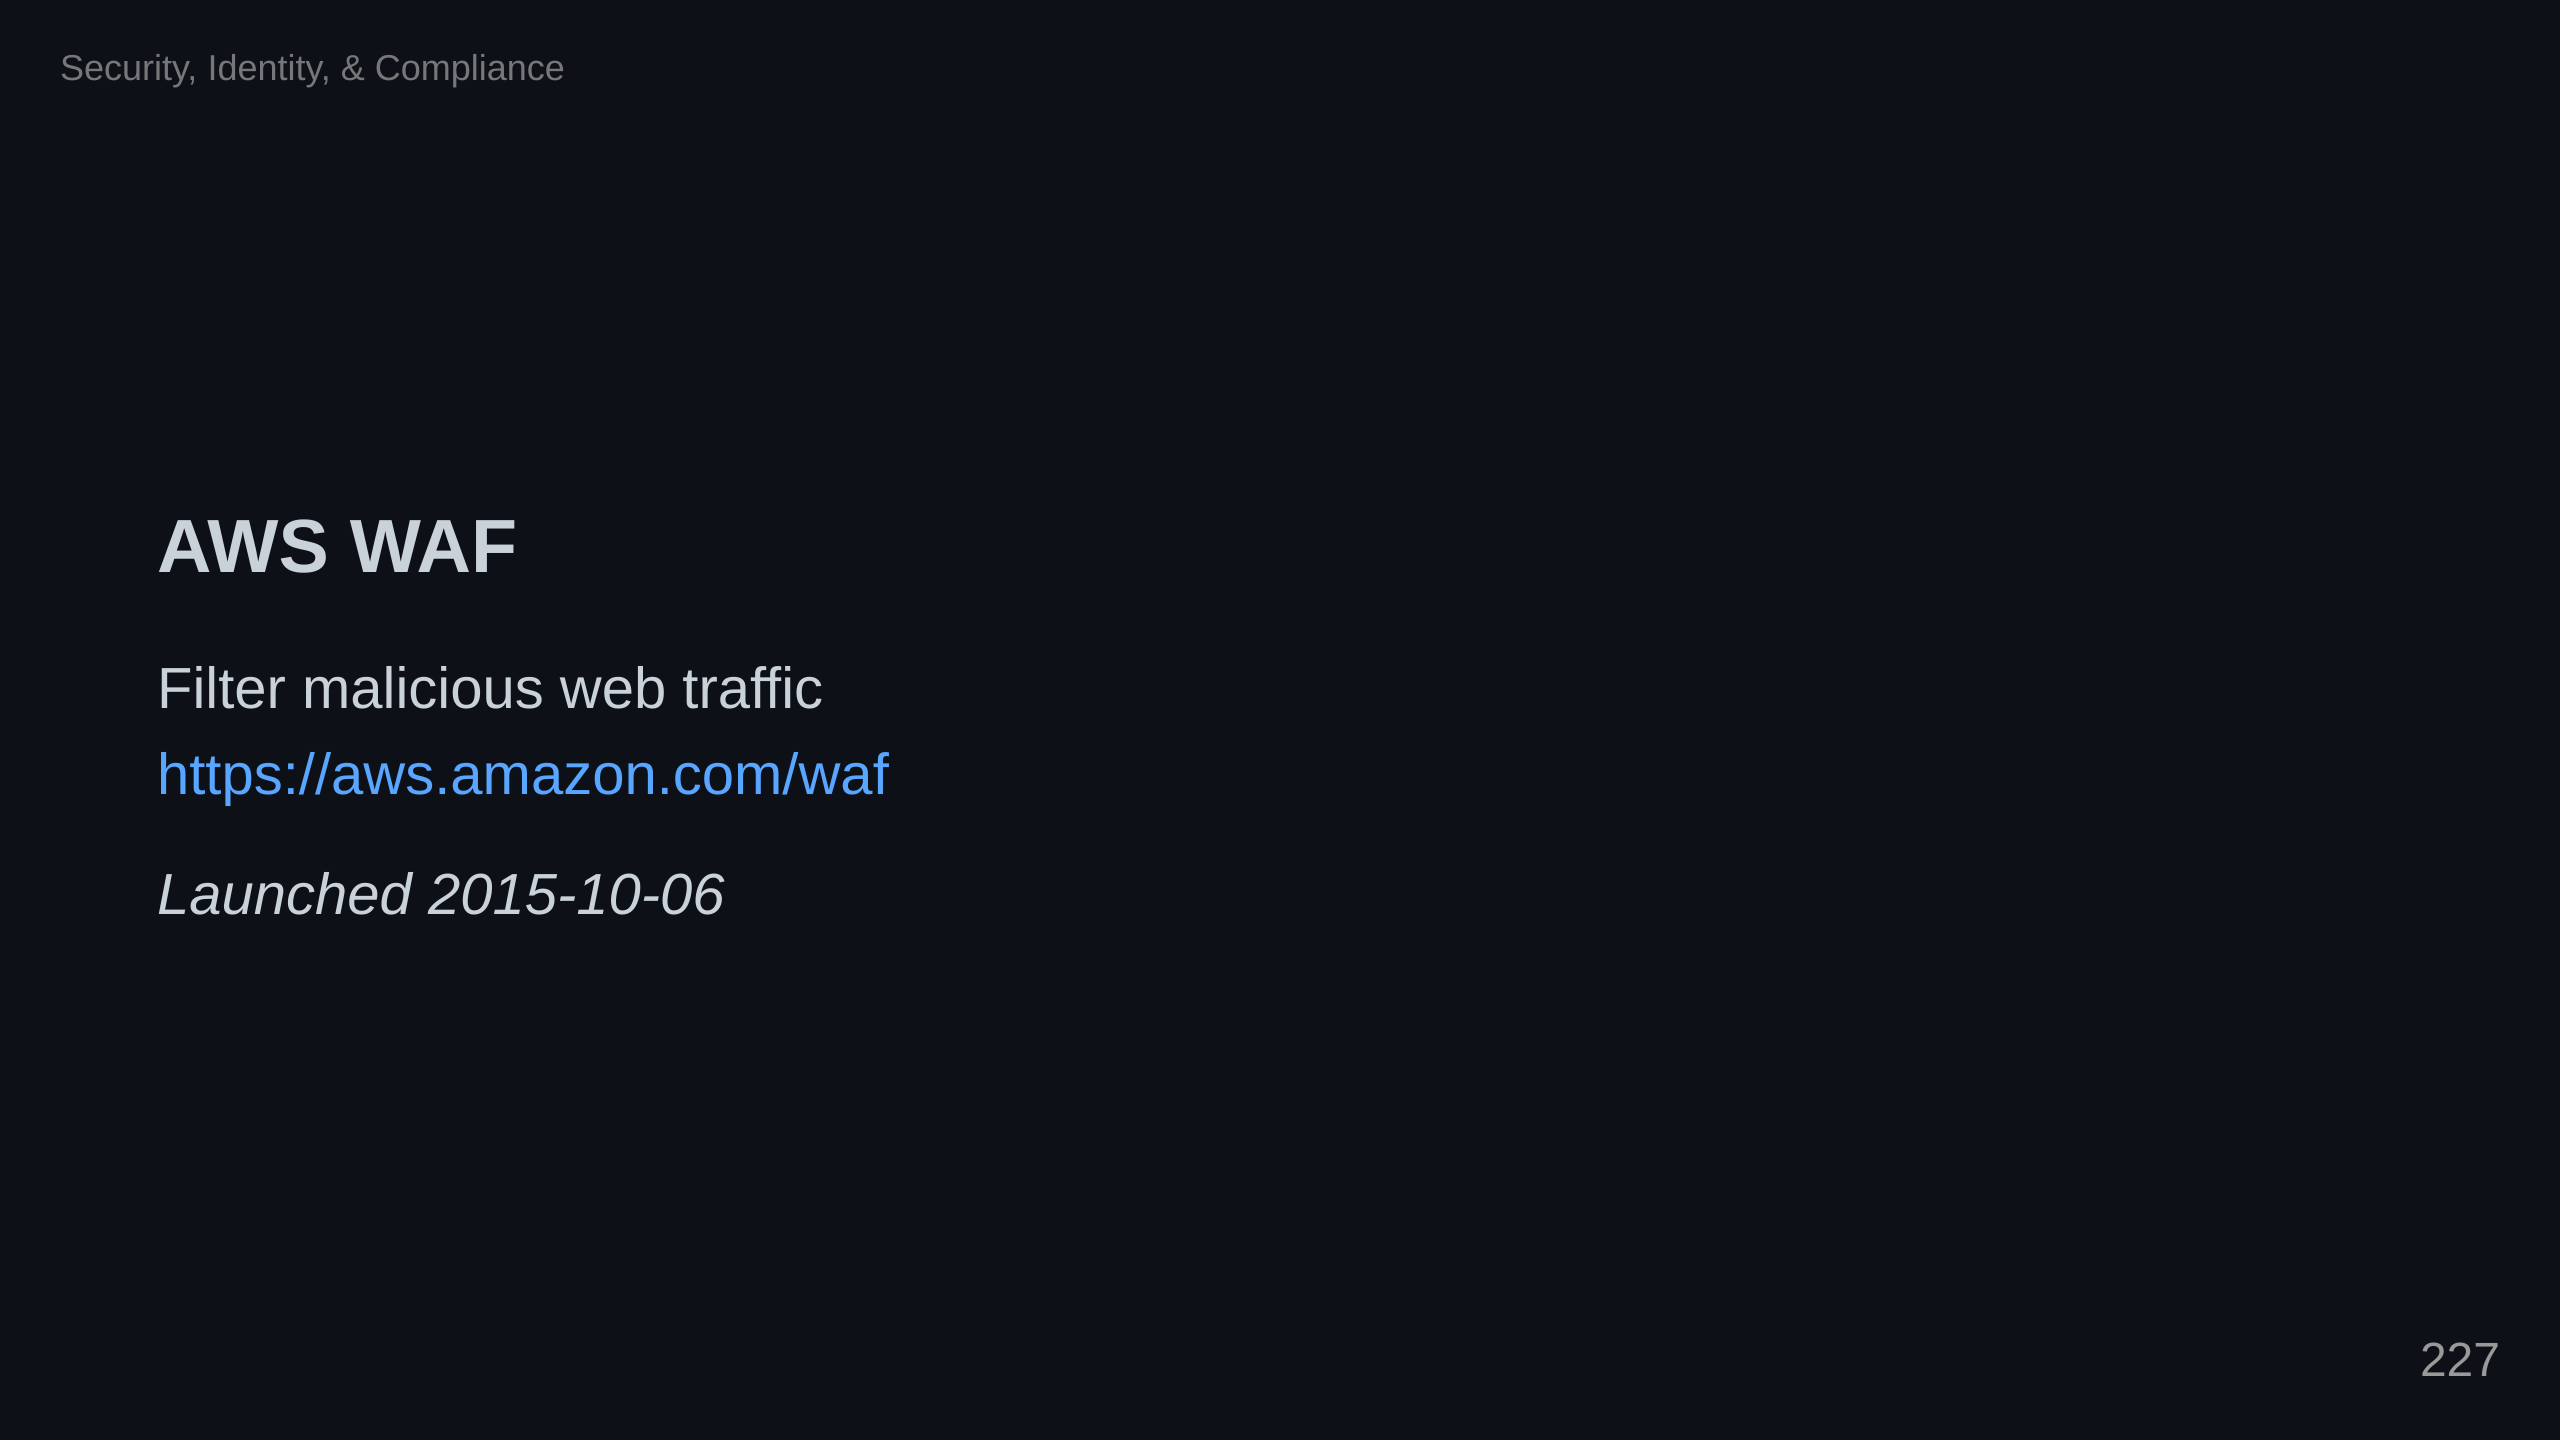 Security, Identity, & Compliance
AWS WAF
Filter malicious web traffic
https://aws.amazon.com/waf
Launched 2015-10-06
227